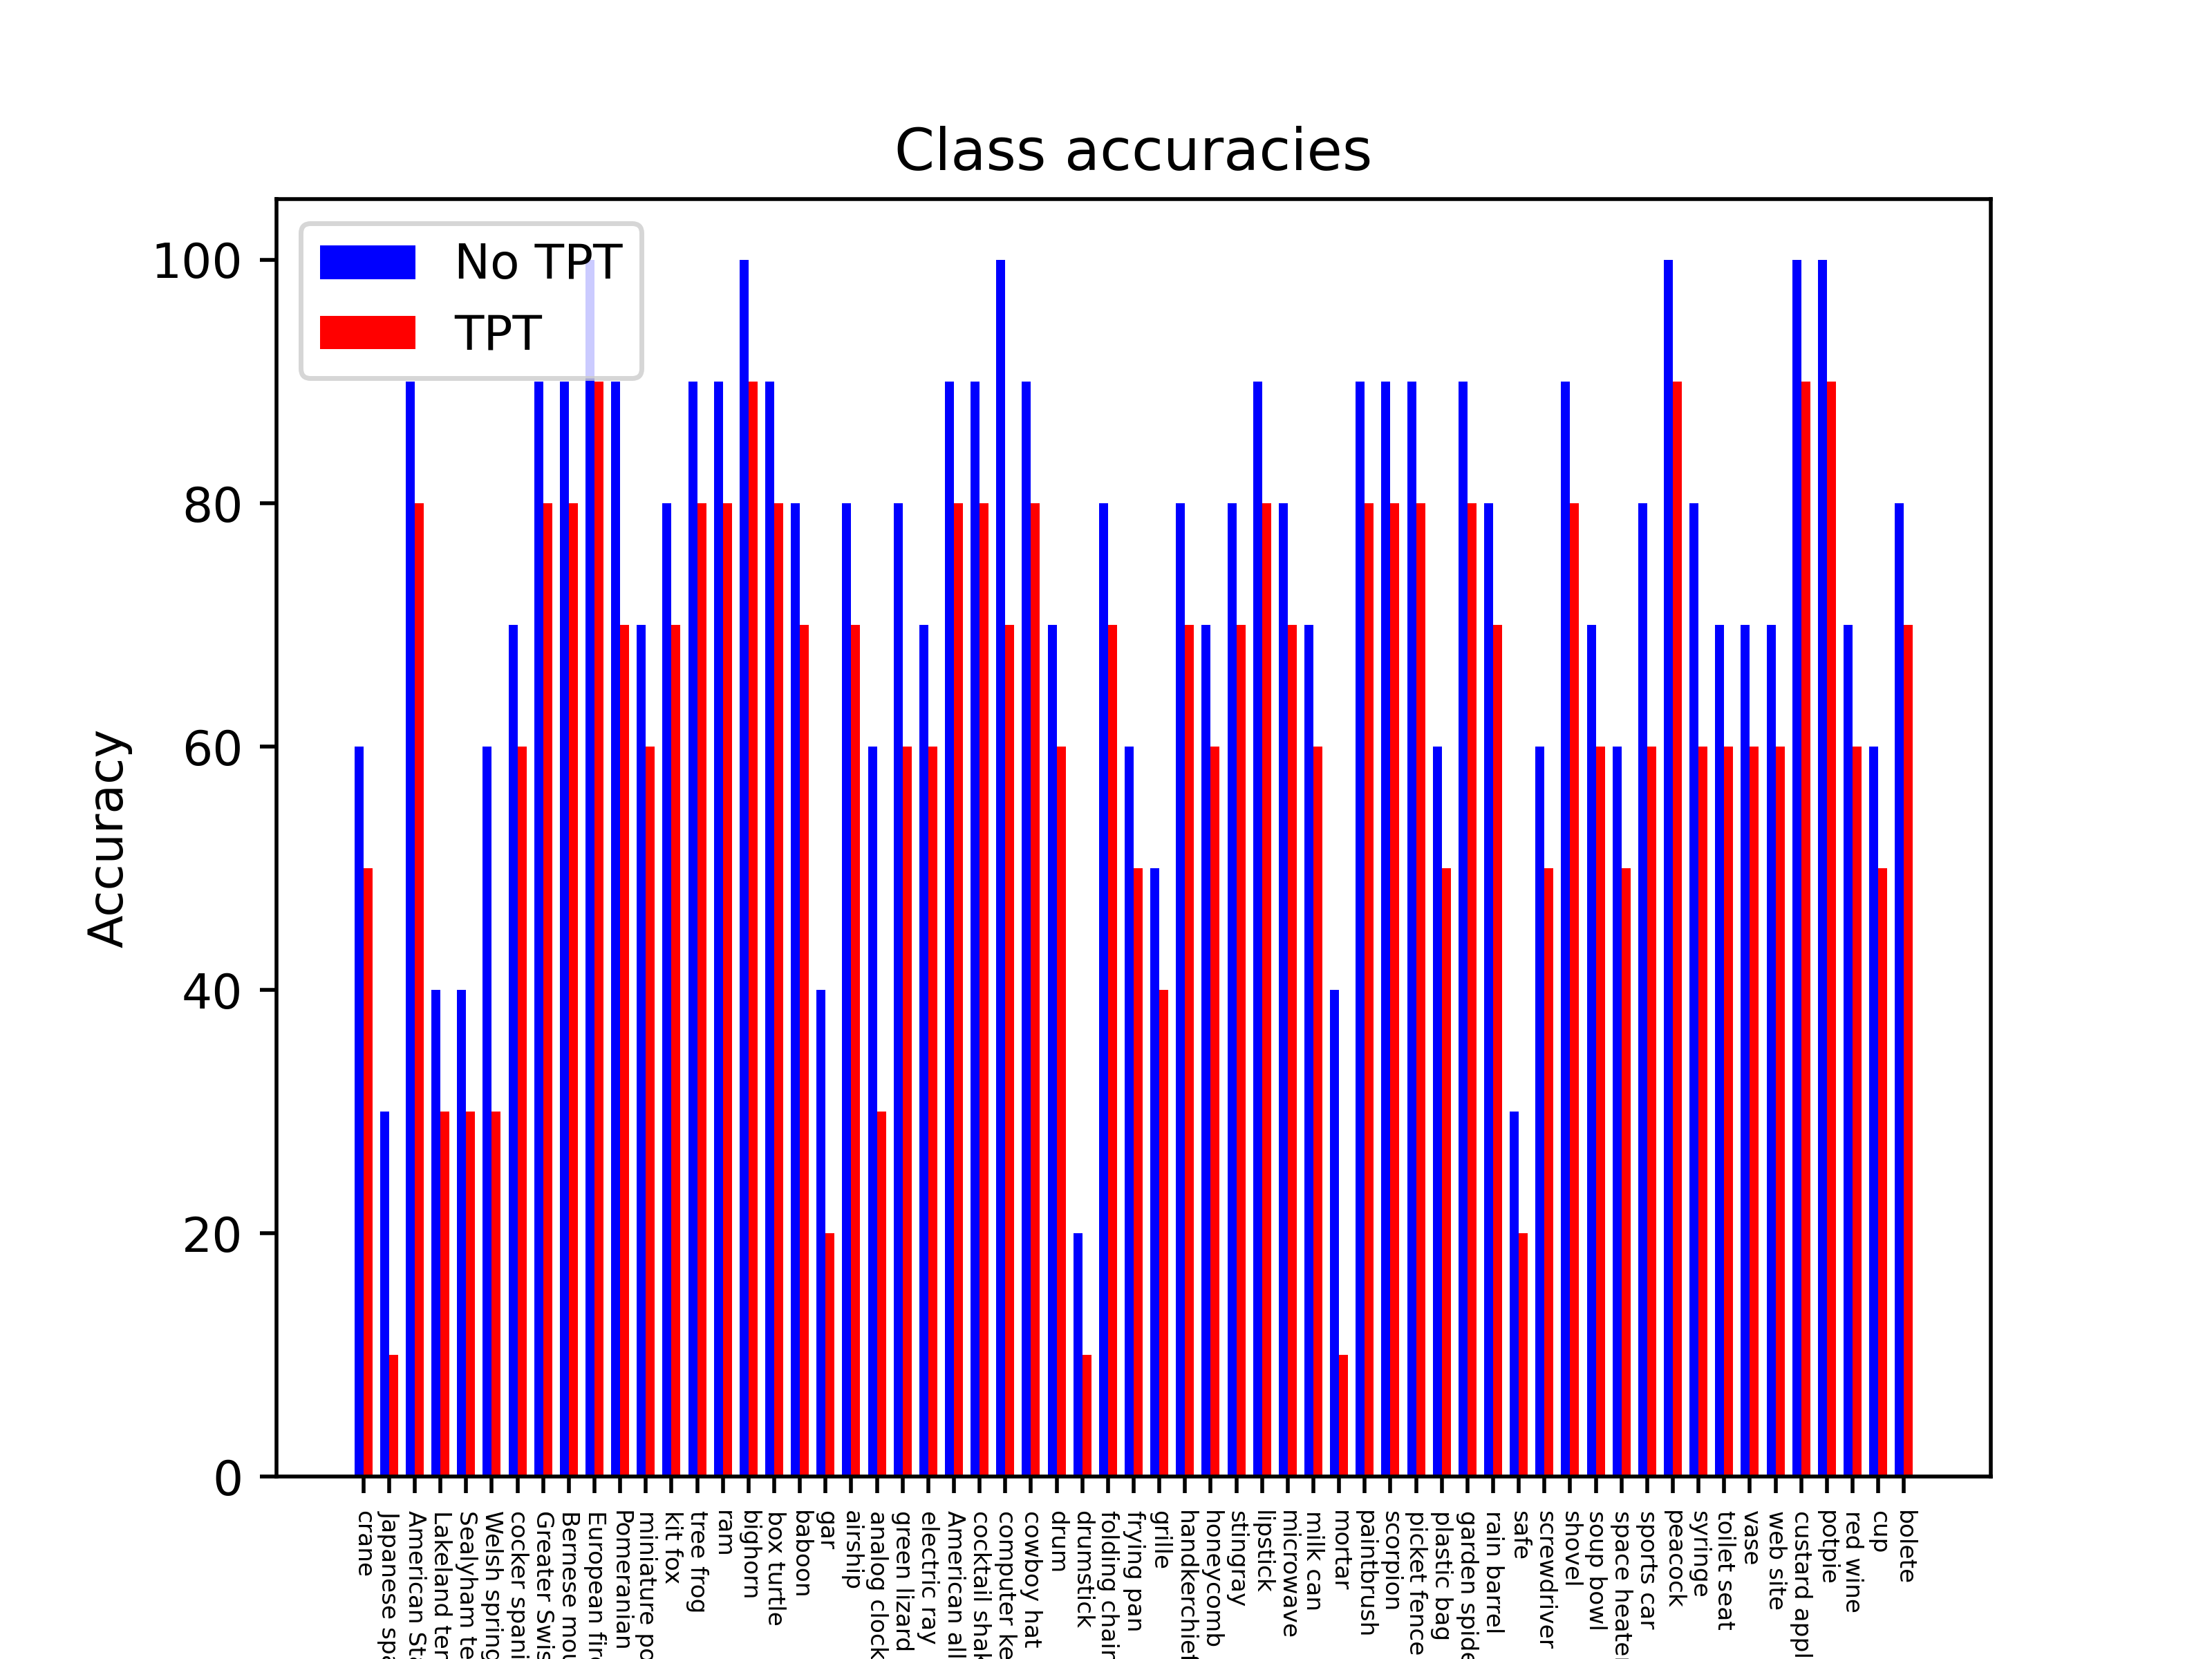 Class accuracies
No TPT
TPT
100
80
60
40
20
0
Accuracy
crane
Japanese spa
American Sta
Lakeland ter
Sealyham te
Welsh spring
cocker spani
Greater Swis
Bernese mou
European fire
Pomeranian
miniature po
kit fox
tree frog
ram
bighorn
box turtle
baboon
gar
airship
analog clock
green lizard
electric ray
American all
cocktail shak
computer ke
cowboy hat
drum
drumstick
folding chair
frying pan
grille
handkerchief
honeycomb
stingray
lipstick
microwave
milk can
mortar
paintbrush
scorpion
picket fence
plastic bag
garden spide
rain barrel
safe
screwdriver
shovel
soup bowl
space heater
sports car
peacock
syringe
toilet seat
vase
web site
custard appl
potpie
red wine
cup
bolete